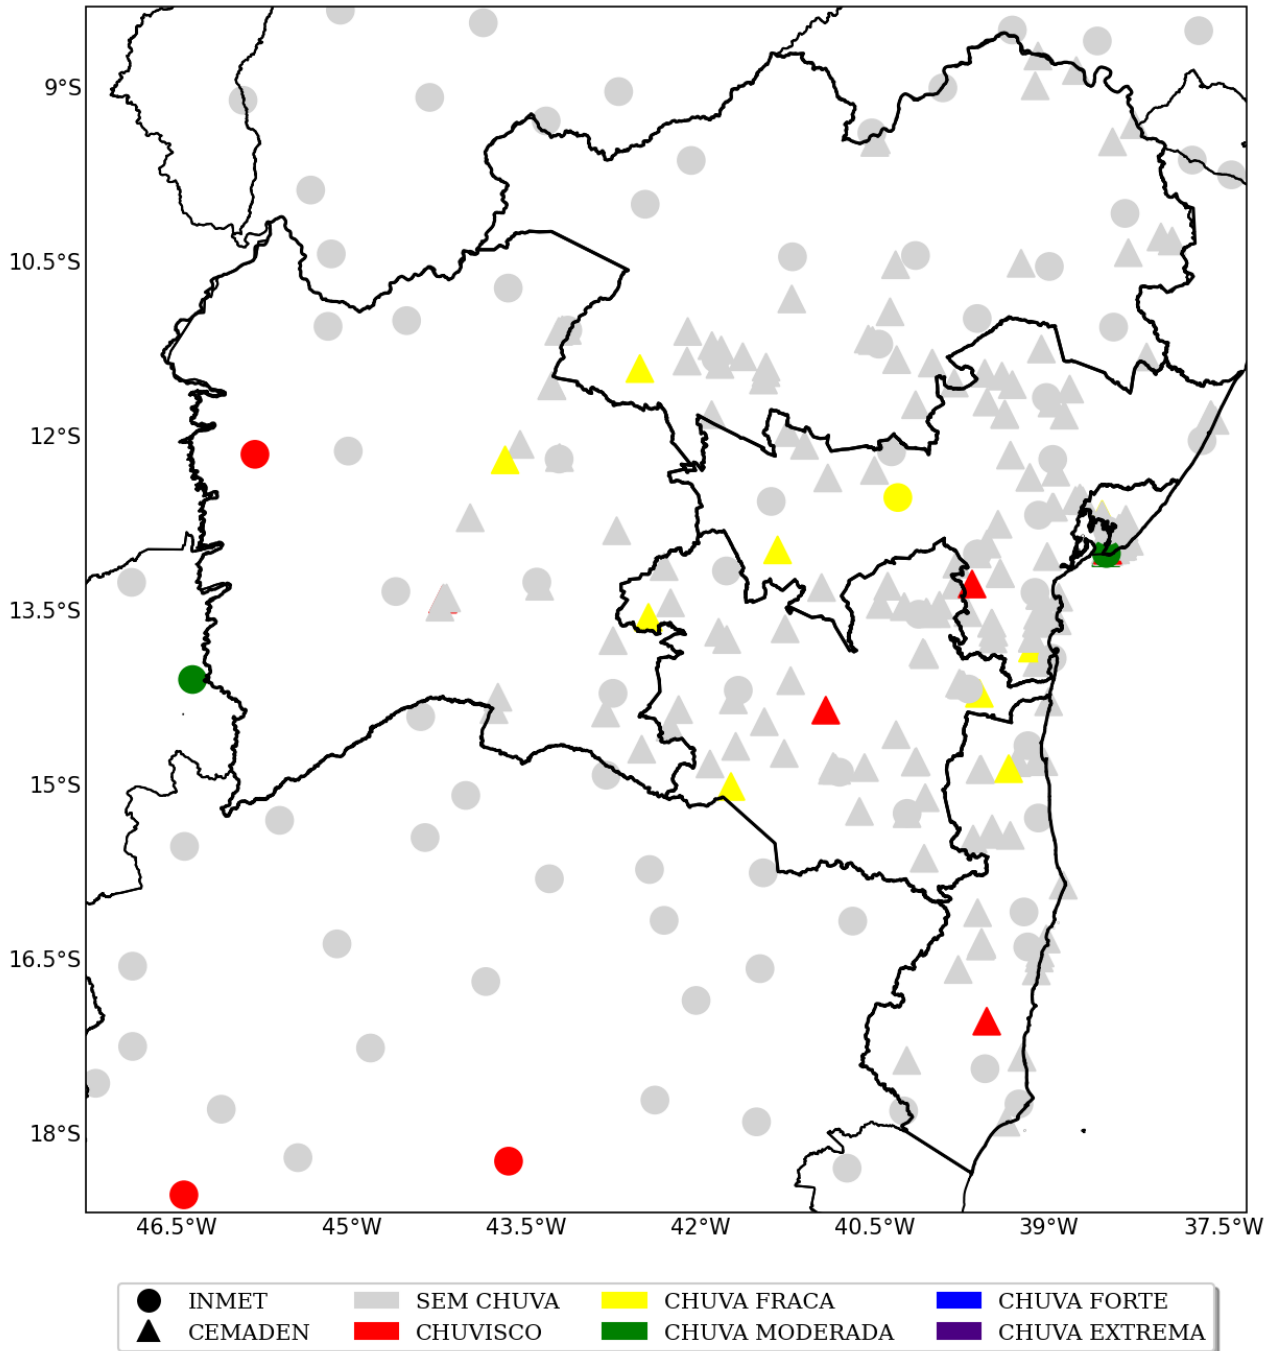 9°S
10.5°S
12°S
13.5°S
15°S
16.5°S
18°S
46.5°W 45°W 43.5°W 42°W 40.5°W 39°W 37.5°W
INMET SEM CHUVA CHUVA FRACA CHUVA FORTE
CEMADEN CHUVISCO CHUVA MODERADA CHUVA EXTREMA